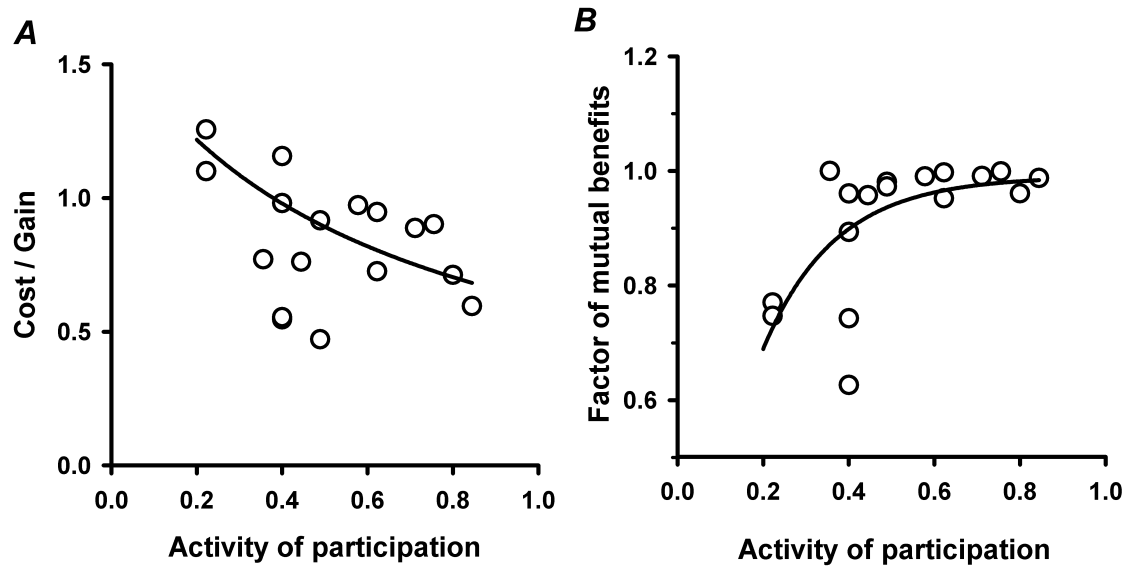 A
1.5
1.0
0.5
0.0
Cost / Gain
0.0 0.2 0.4 0.6 0.8 1.0
Activity of participation
B
1.2
1.0
0.8
0.6
Factor of mutual benefits
0.0 0.2 0.4 0.6 0.8 1.0
Activity of participation